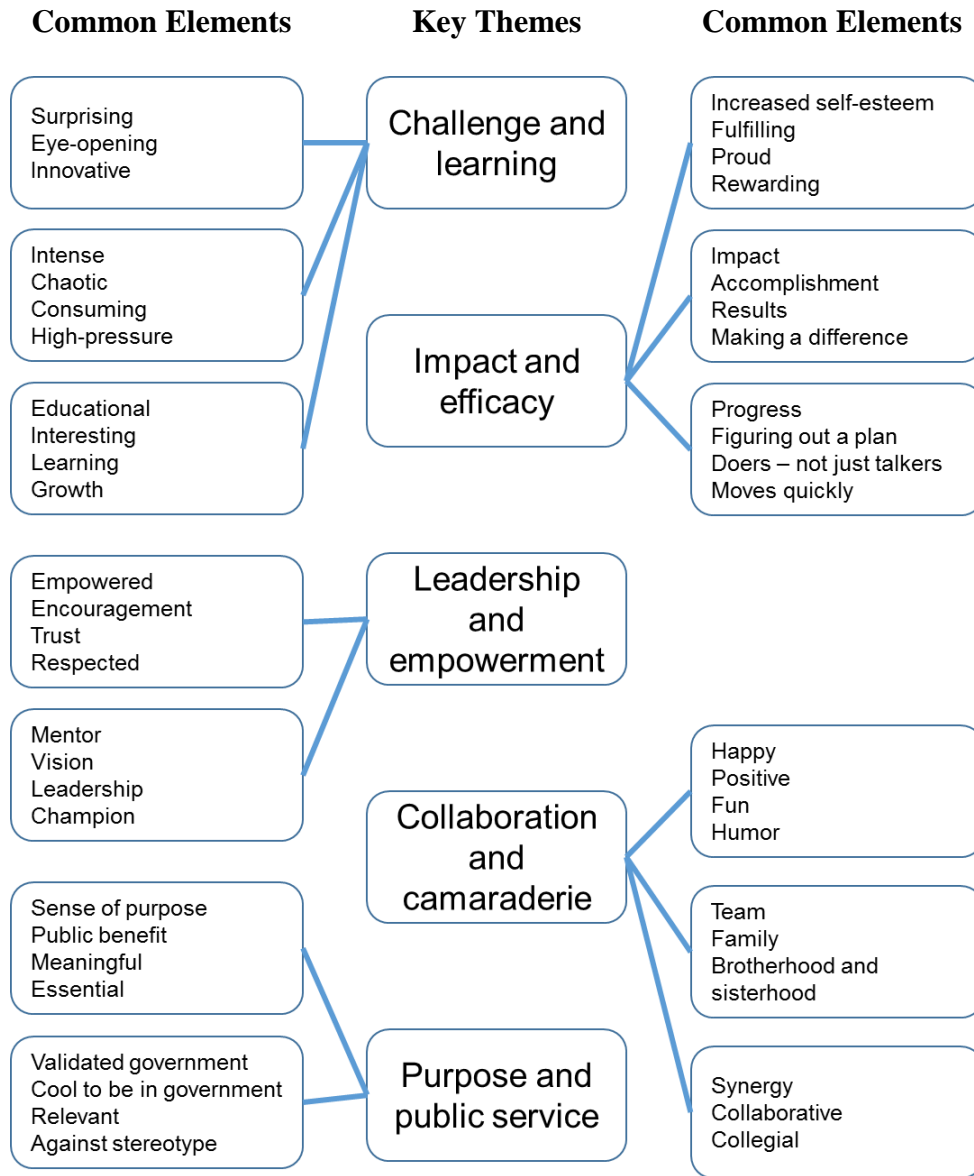 Common Elements
Key Themes
Common Elements
Surprising
Eye-opening
Innovative
Intense
Chaotic
Consuming
High-pressure
Educational
Interesting
Learning
Growth
Empowered
Encouragement
Trust
Respected
Mentor
Vision
Leadership
Champion
Sense of purpose
Public benefit
Meaningful
Essential
Validated government
Cool to be in government
Relevant
Against stereotype
Challenge and
learning
Impact and
efficacy
Leadership
and
empowerment
Collaboration
and
camaraderie
Purpose and
public service
Increased self-esteem
Fulfilling
Proud
Rewarding
Impact
Accomplishment
Results
Making a difference
Progress
Figuring out a plan
Doers – not just talkers
Moves quickly
Happy
Positive
Fun
Humor
Team
Family
Brotherhood and
sisterhood
Synergy
Collaborative
Collegial